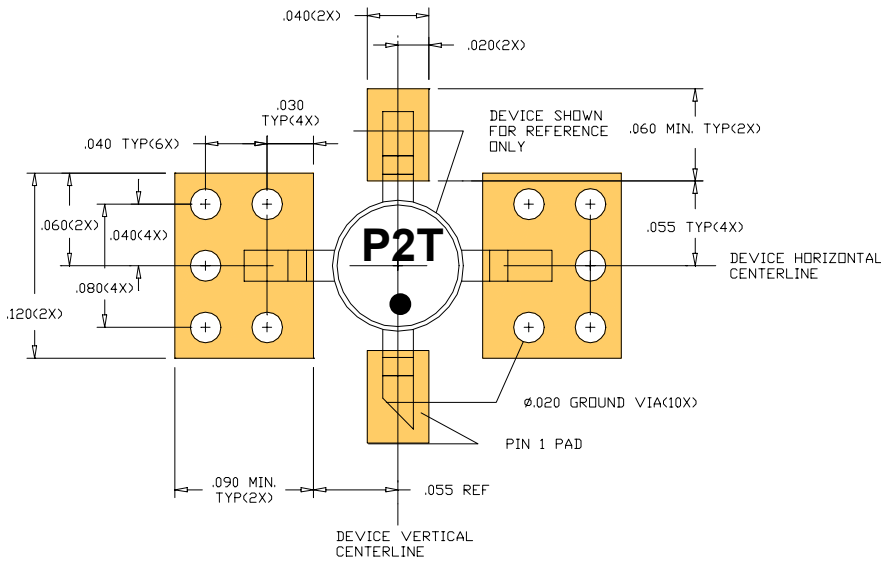 .040(2X)
.020(2X)
.030
TYP(4X)
DEVICE SHOWN
FOR REFERENCE
ONLY
.060 MIN. TYP(2X)
.040 TYP(6X)
.060(2X)
.040(4X)
.055 TYP(4X)
P2T
DEVICE HORIZONTAL
CENTERLINE
.080(4X)
.120(2X)
ø.020 GROUND VIA(10X)
PIN 1 PAD
.090 MIN.
TYP(2X)
.055 REF
DEVICE VERTICAL
CENTERLINE